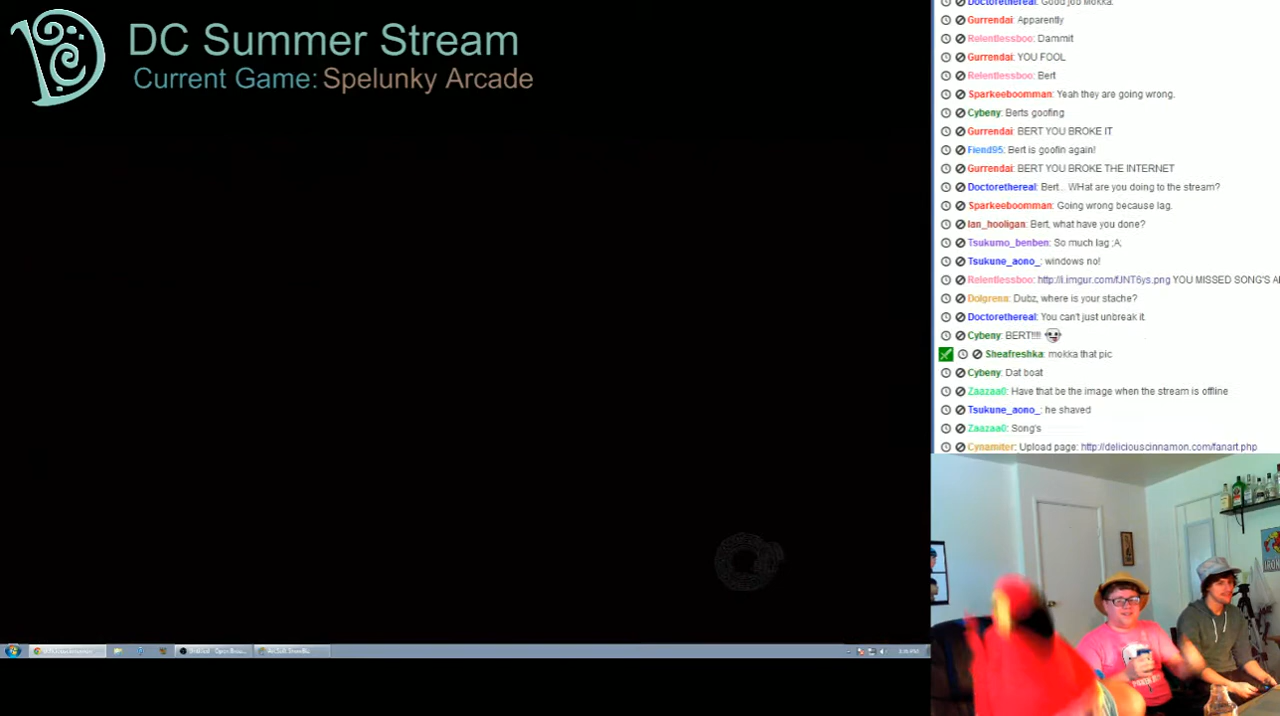 DC Summer Stream
Current Game: Spelunky Arcade
Doctorethereal: Good job Mokka.
Gurrendai: Apparently
Relentlessboo: Dammit
Gurrendai: YOU FOOL
Relentlessboo: Bert
Sparkeeboomman: Yeah they are going wrong.
Cybeny: Berts goofing
Gurrendai: BERT YOU BROKE IT
Fiend95: Bert is goofin again!
Gurrendai: BERT YOU BROKE THE INTERNET
Doctorethereal: Bert.. WHat are you doing to the stream?
Sparkeeboomman: Going wrong because lag.
Ian_hooligan: Bert, what have you done?
Tsukumo_benben: So much lag ;A;
Tsukune_aono_: windows no!
Relentlessboo: http://i.imgur.com/fJNT6ys.png YOU MISSED SONG'S
Dolgrenn: Dubz, where is your stache?
Doctorethereal: You can't just unbreak it.
Cybeny: BERT!!!!
Sheafreshka: mokka that pic
Cybeny: Dat boat
Zaazaa0: Have that be the image when the stream is offline
Tsukune_aono_: he shaved
Zaazaa0: Song's
Cynamiter: Upload page: http://deliciouscinnamon.com/fanart.php